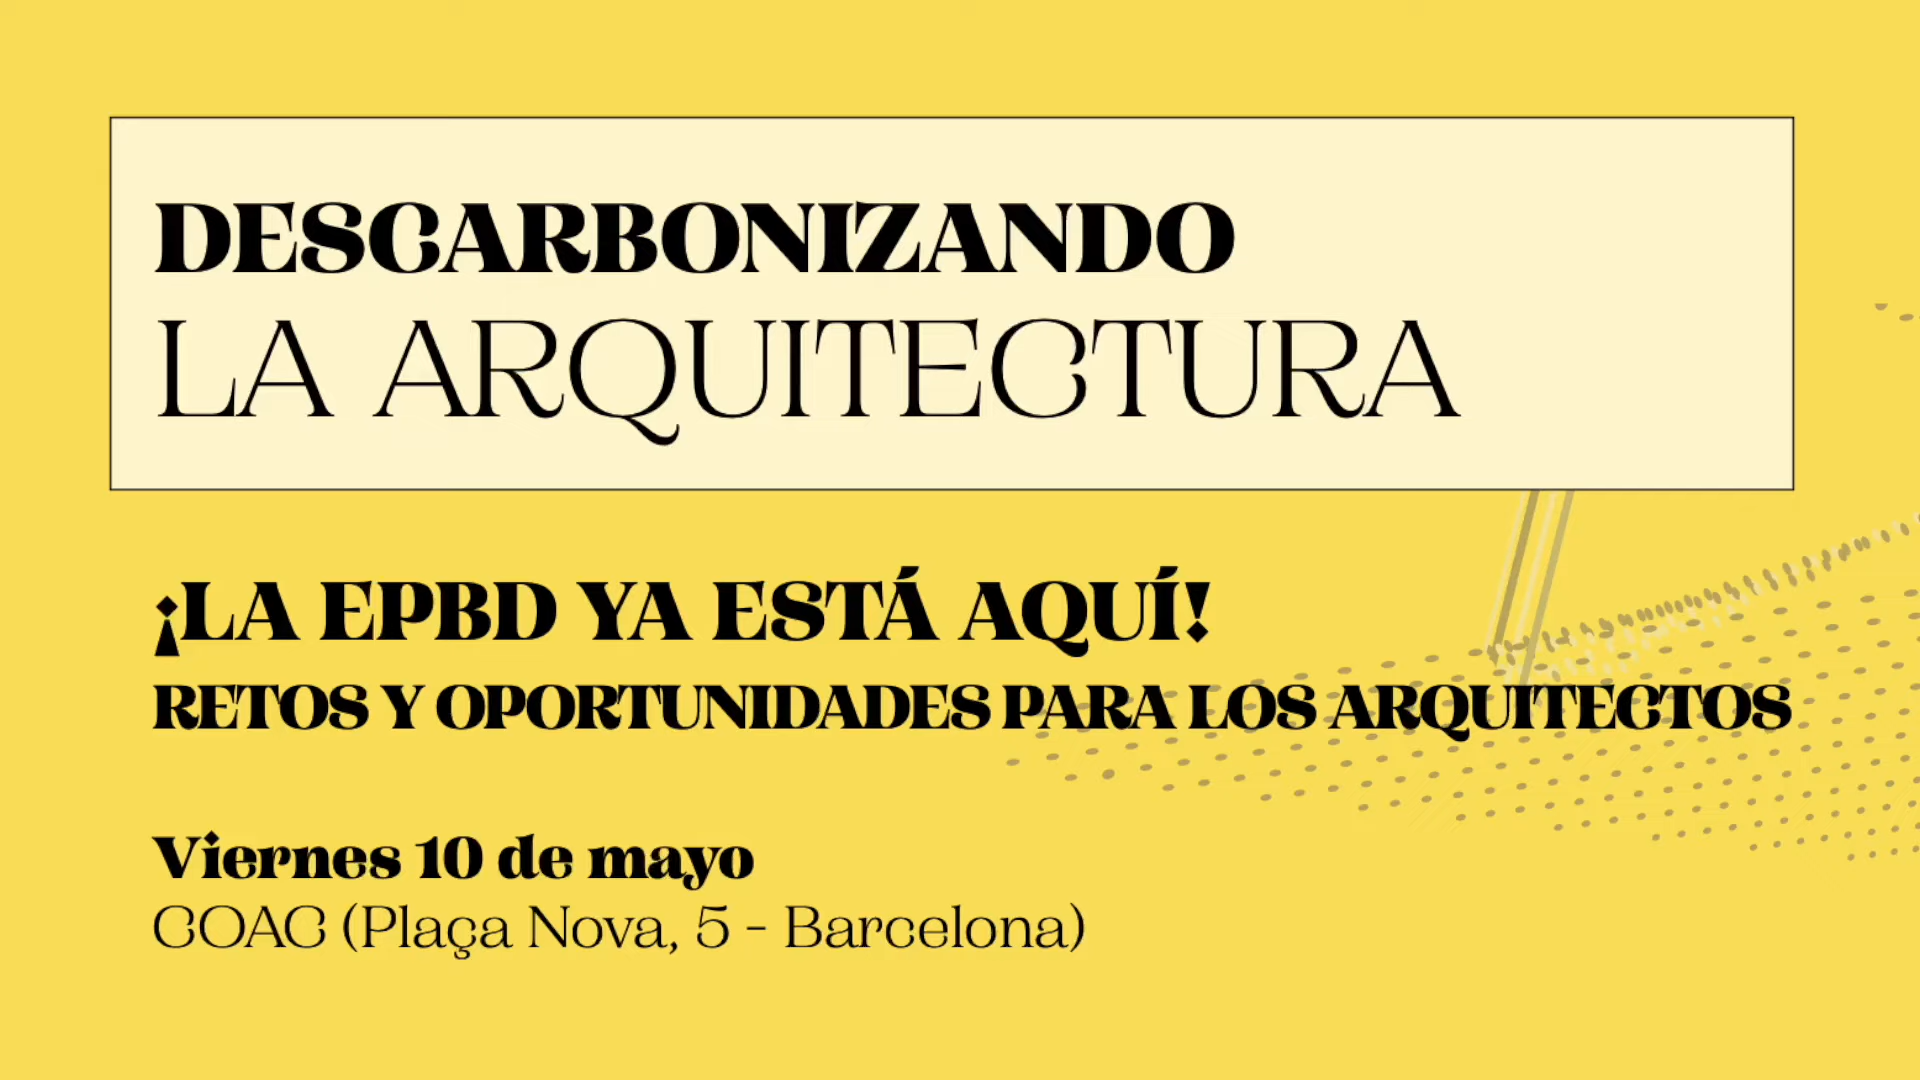 DESCARBONIZANDO
LA ARQUITECTURA
¡LA EPBD YA ESTÁ AQUÍ!
RETOS Y OPORTUNIDADES PARA LOS ARQUITECTOS
Viernes 10 de mayo
COAC (Plaça Nova, 5 - Barcelona)